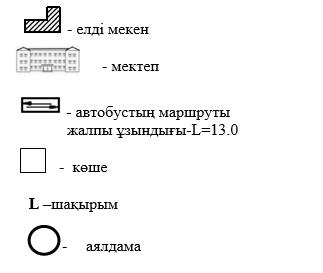 - елді мекен
- мектеп
- автобустың маршруты
жалпы ұзындығы-L=13.0
- көше
L –шақырым
- аялдама